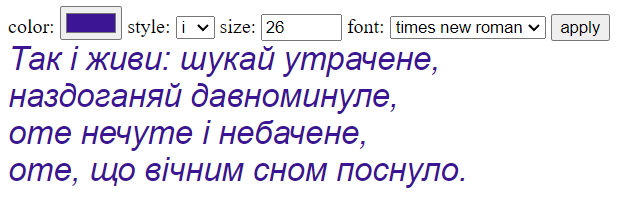 color: style: i size: 26 font: times new roman apply
Так і живи: шукай утрачене,
наздоганяй давноминуле,
оте нечуте і небачене,
оте, що вічним сном поснуло.